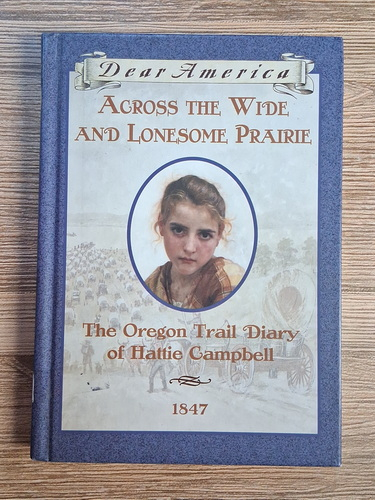 Dear America
ACROSS THE WIDE
AND LONESOME PRAIRIE
The Oregon Trail Diary
of Hattie Campbell
1847